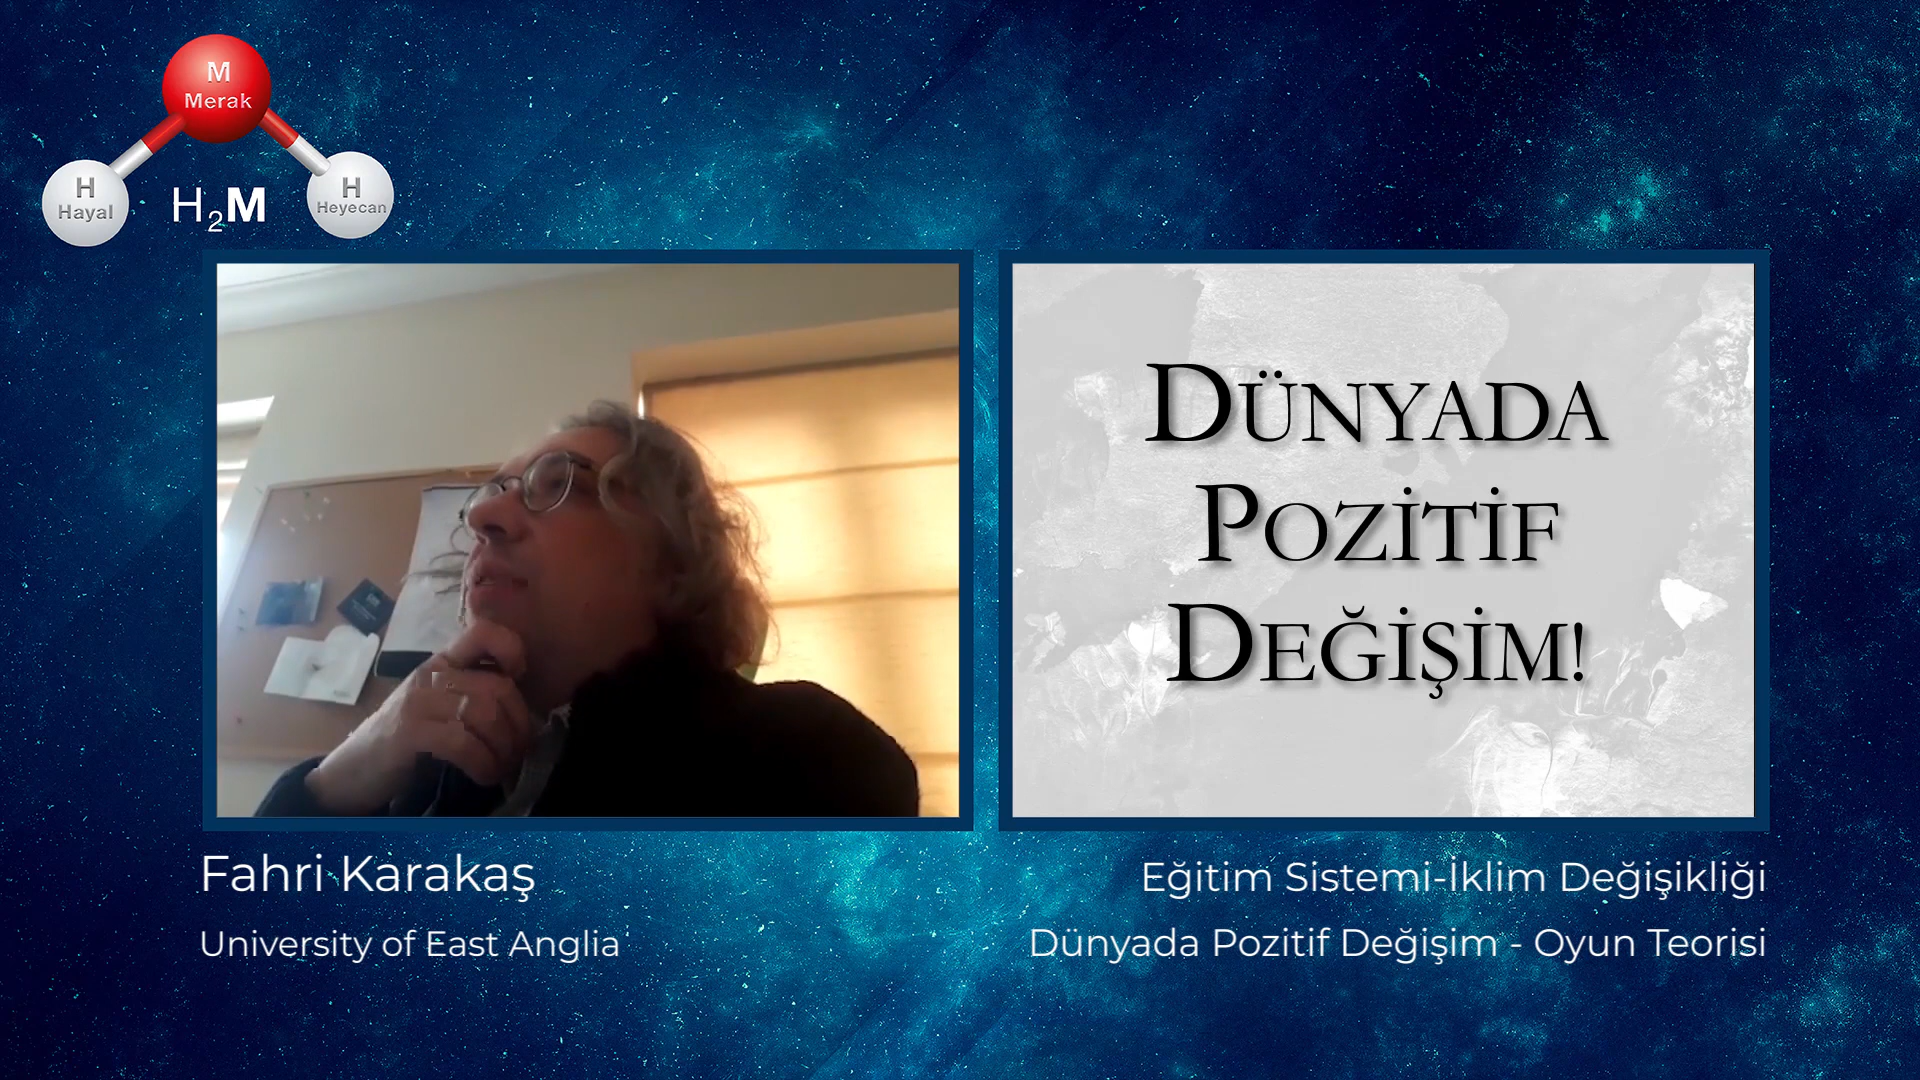 M
Merak
H
Hayal
H₂M
H
Heyecan
DÜNYADA
POZİTİF
DEĞİŞİM!
Fahri Karakaş
University of East Anglia
Eğitim Sistemi-İklim Değişikliği
Dünyada Pozitif Değişim - Oyun Teorisi